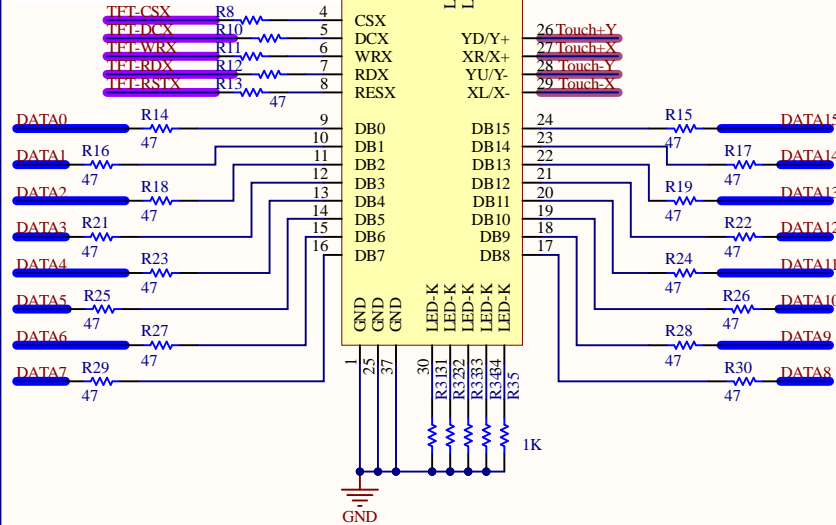 TFT-CSX R8 4 CSX
TFT-DCX R10 5 DCX YD/Y+ 26 Touch+Y
TFT-WRX R11 6 WRX XR/X+ 27 Touch+X
TFT-RDX R12 7 RDX YU/Y- 28 Touch-Y
TFT-RSTX R13 8 RESX XL/X- 29 Touch-X
47
DATA0 R14 9 DB0 DB15 24 R15 DATA15
47 10 DB1 DB14 23 47
DATA1 R16 R17 DATA14
47 11 DB2 DB13 22 47
DATA2 R18 12 DB3 DB12 21 R19 DATA13
47 13 DB4 DB11 20 47
DATA3 R21 14 DB5 DB10 19 R22 DATA12
47 15 DB6 DB9 18 47
DATA4 R23 16 DB7 DB8 17 R24 DATA11
47 47
DATA5 R25 R26 DATA10
47 47
DATA6 R27 R28 DATA9
47 47
DATA7 R29 R30 DATA8
47 47
GND GND GND LED-K LED-K LED-K LED-K LED-K
1 25 37 30 31 32 33 34
R31 R32 R33 R34 R35
1K
GND